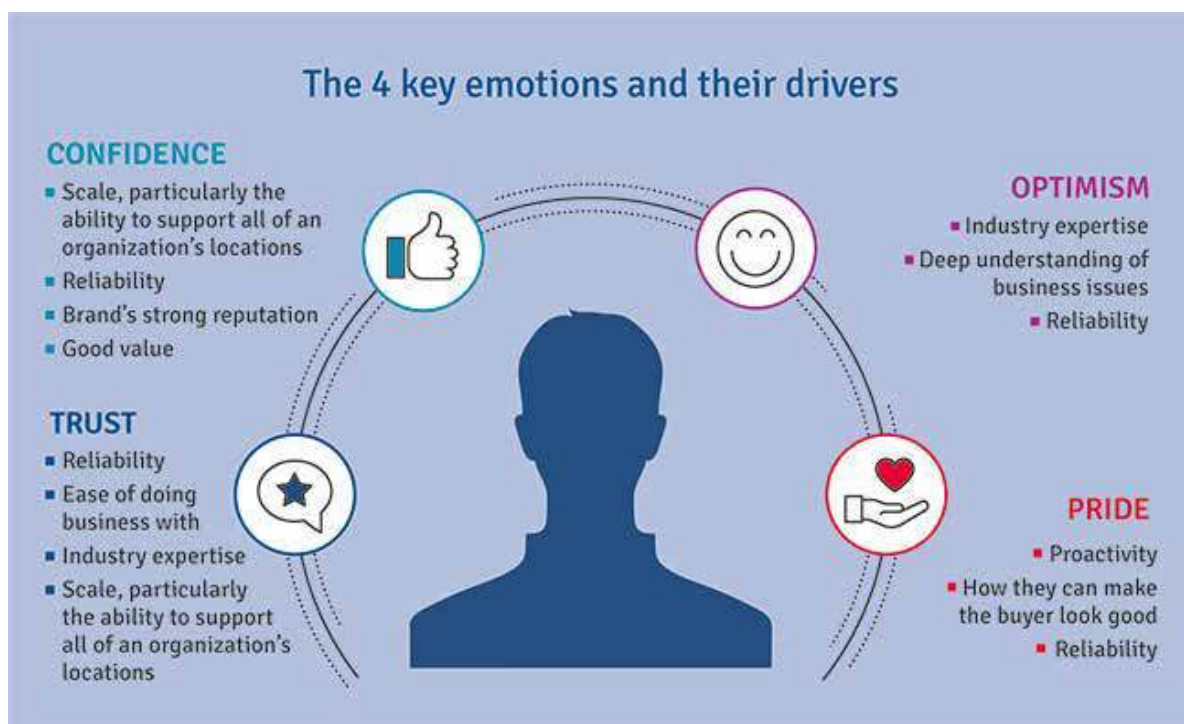 The 4 key emotions and their drivers
CONFIDENCE
▪ Scale, particularly the
ability to support all of an
organization's locations
▪ Reliability
▪ Brand's strong reputation
▪ Good value
TRUST
▪ Reliability
▪ Ease of doing
business with
▪ Industry expertise
▪ Scale, particularly
the ability to support
all of an organization's
locations
OPTIMISM
▪ Industry expertise
▪ Deep understanding of
business issues
▪ Reliability
PRIDE
▪ Proactivity
▪ How they can make
the buyer look good
▪ Reliability